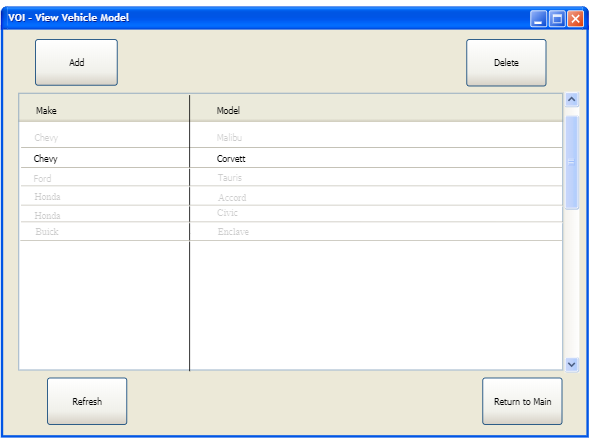 VOI - View Vehicle Model
Add Delete
Make Model
Chevy Malibu
Chevy Corvett
Ford Tauris
Honda Accord
Honda Civic
Buick Enclave
Refresh Return to Main